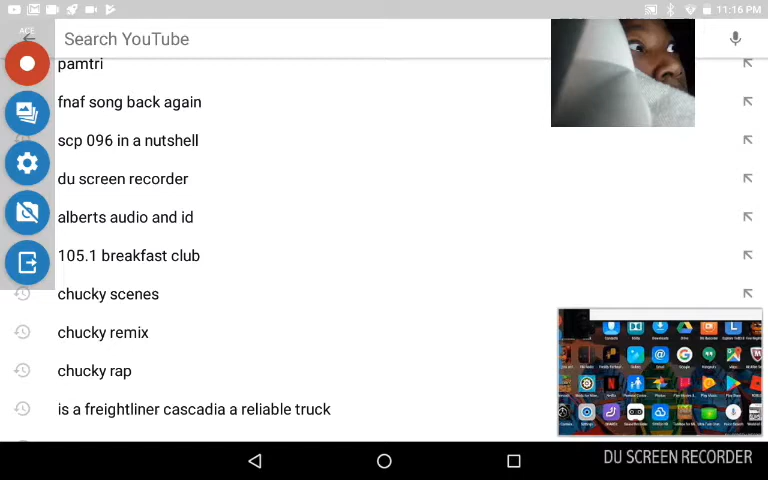 11:16 PM
ACE
Search YouTube
pamtri
fnaf song back again
scp 096 in a nutshell
du screen recorder
alberts audio and id
105.1 breakfast club
chucky scenes
chucky remix
chucky rap
is a freightliner cascadia a reliable truck
DU SCREEN RECORDER